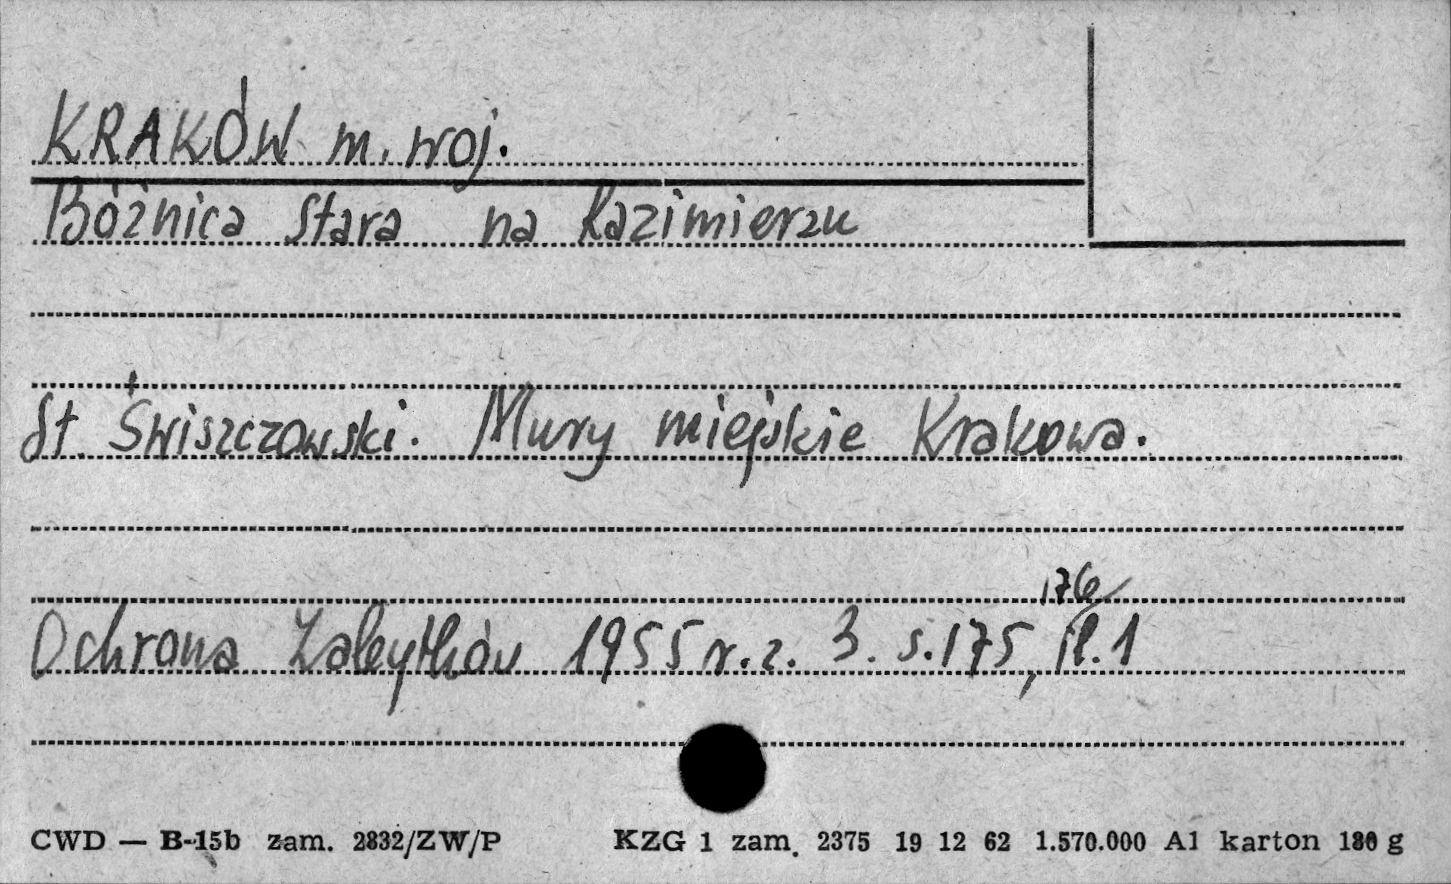 KRAKÓW m. woj.
Bóżnica Stara na Kazimierzu
St. Świszczowski. Mury miejskie Krakowa.
176
Ochrona Zabytków 1955 r. z. 3. s. 175, il. 1
CWD — B-15b zam. 2832/ZW/P KZG 1 zam. 2375 19 12 62 1.570.000 A1 karton 180 g